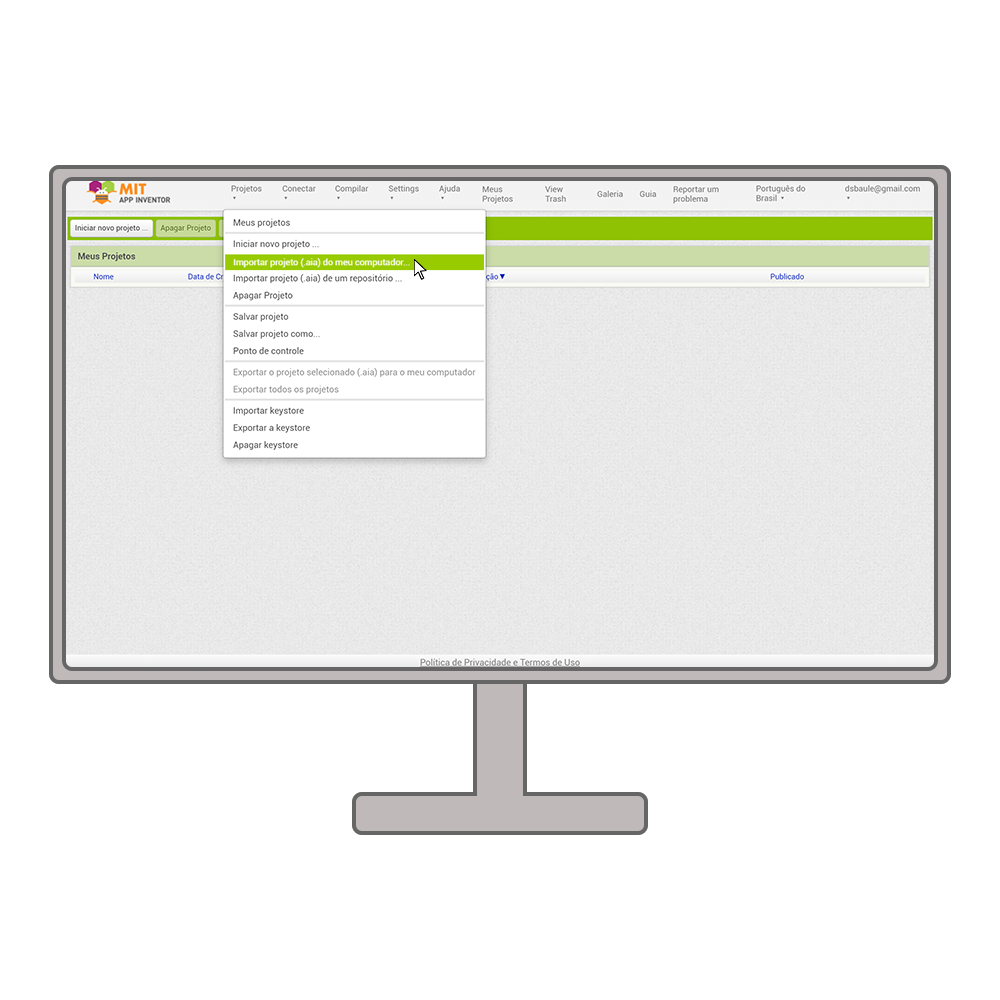 MIT
APP INVENTOR
Projetos
Conectar
Compilar
Settings
Ajuda
Meus
Projetos
View
Trash
Galeria
Guia
Reportar um
problema
Português do
Brasil
dsbaule@gmail.com
Iniciar novo projeto ...
Apagar Projeto
Meus Projetos
Nome
Data de Cr
ção▼
Publicado
Meus projetos
Iniciar novo projeto ...
Importar projeto (.aia) do meu computador...
Importar projeto (.aia) de um repositório ...
Apagar Projeto
Salvar projeto
Salvar projeto como...
Ponto de controle
Exportar o projeto selecionado (.aia) para o meu computador
Exportar todos os projetos
Importar keystore
Exportar a keystore
Apagar keystore
Política de Privacidade e Termos de Uso